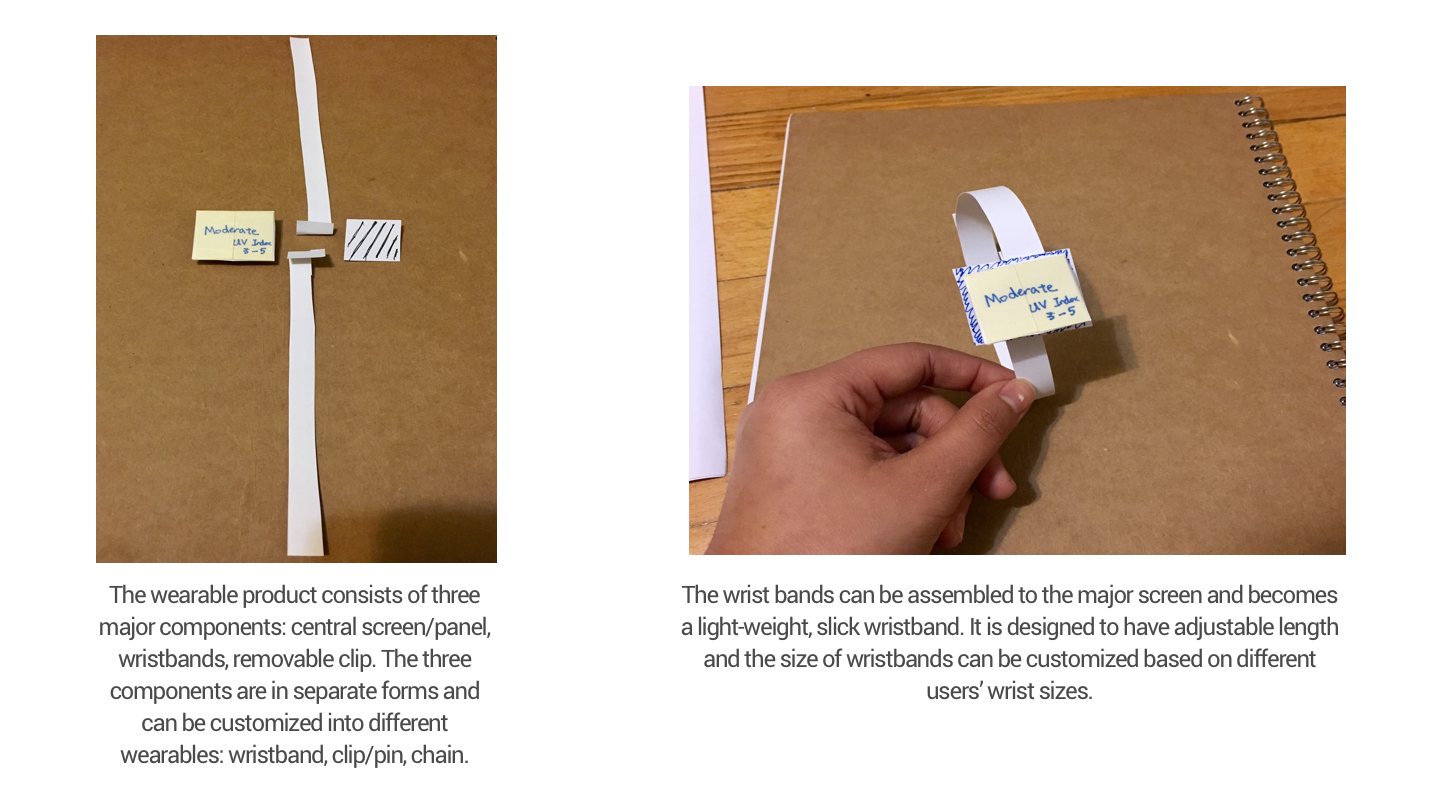 Moderate
UV Index
3-5
The wearable product consists of three
major components: central screen/panel,
wristbands, removable clip. The three
components are in separate forms and
can be customized into different
wearables: wristband, clip/pin, chain.
Moderate
UV Index
3-5
The wrist bands can be assembled to the major screen and becomes
a light-weight, slick wristband. It is designed to have adjustable length
and the size of wristbands can be customized based on different
users’ wrist sizes.